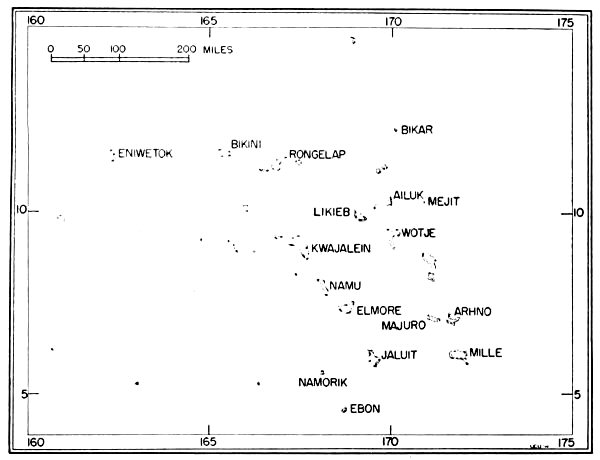 160 165 170 175
0 50 100 200 MILES
BIKAR
ENIWETOK
BIKINI
RONGELAP
AILUK
MEJIT
10
LIKIEB
10
WOTJE
KWAJALEIN
NAMU
ELMORE
ARHNO
MAJURO
JALUIT
MILLE
NAMORIK
5
5
EBON
160 165 170 175